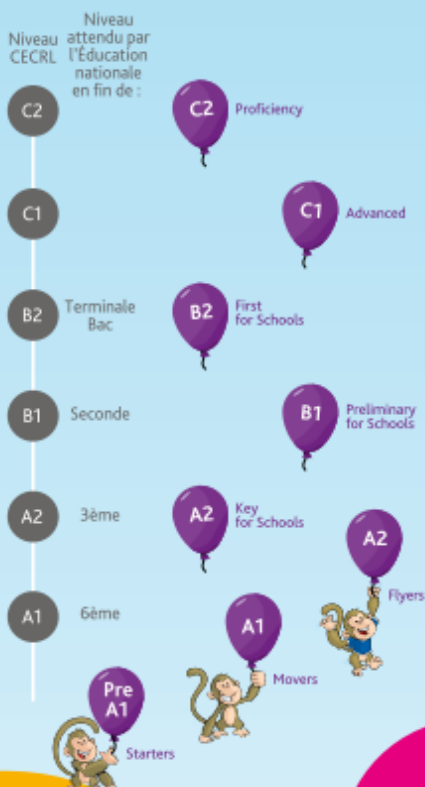 Niveau
CECRL
Niveau
attendu par
l'Éducation
nationale
en fin de :
C2
C2
Proficiency
C1
C1
Advanced
B2
Terminale
Bac
B2
First
for Schools
B1
Seconde
B1
Preliminary
for Schools
A2
3ème
A2
Key
for Schools
A2
Flyers
A1
6ème
A1
Movers
Pre
A1
Starters